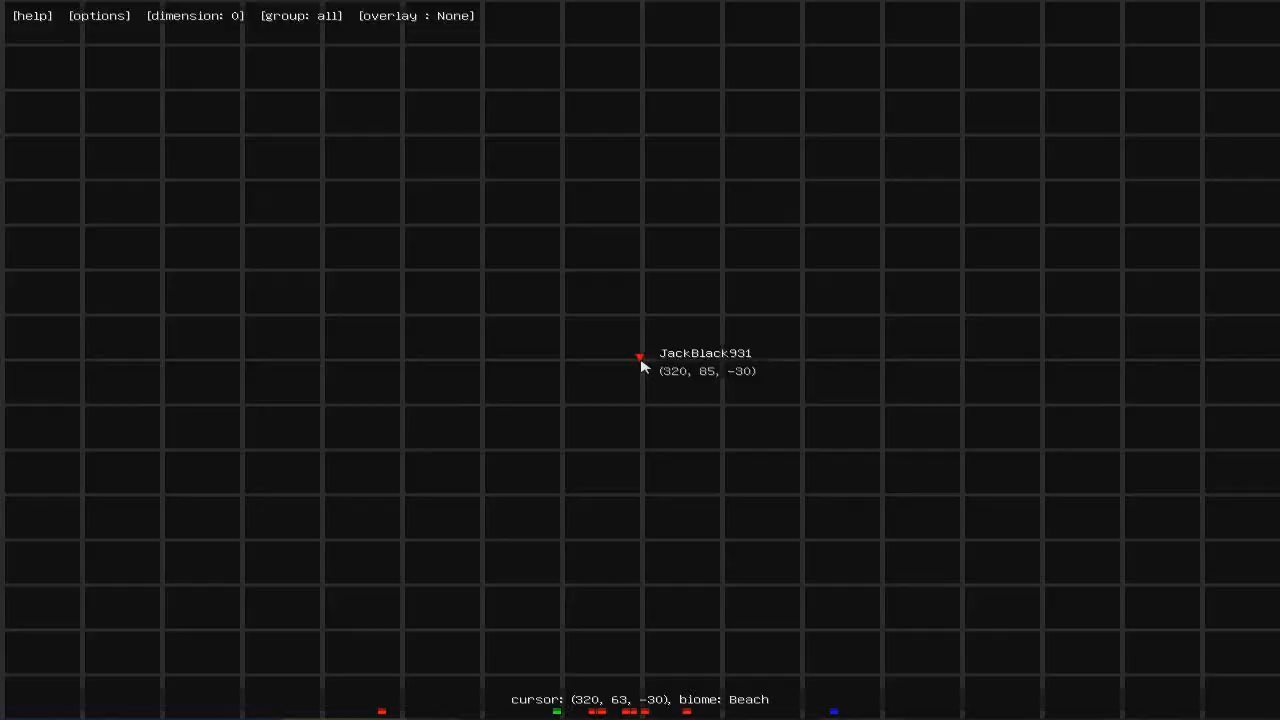 [help] [options] [dimension: 0] [group: all] [overlay : None]
JackBlack931
(320, 85, -30)
cursor: (320, 63, -30), biome: Beach